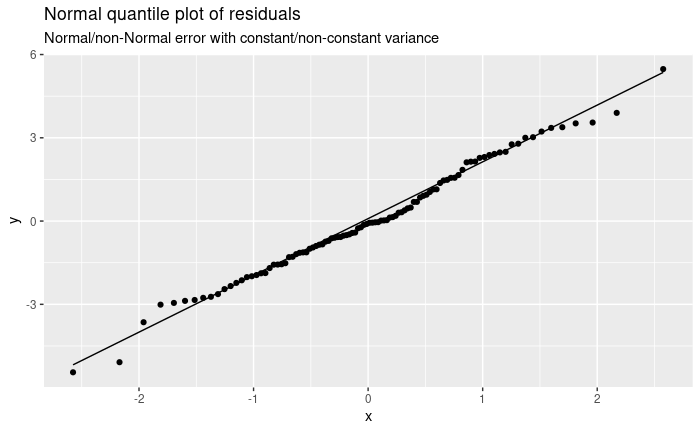 Normal quantile plot of residuals
Normal/non-Normal error with constant/non-constant variance
6
3
0
-3
y
-2
-1
0
1
2
x